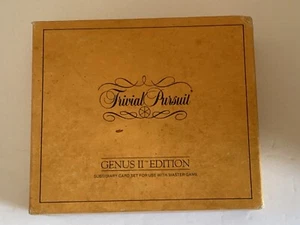 Trivial Pursuit
GENUS II™ EDITION
SUBSIDIARY CARD SET FOR USE WITH MASTER GAME